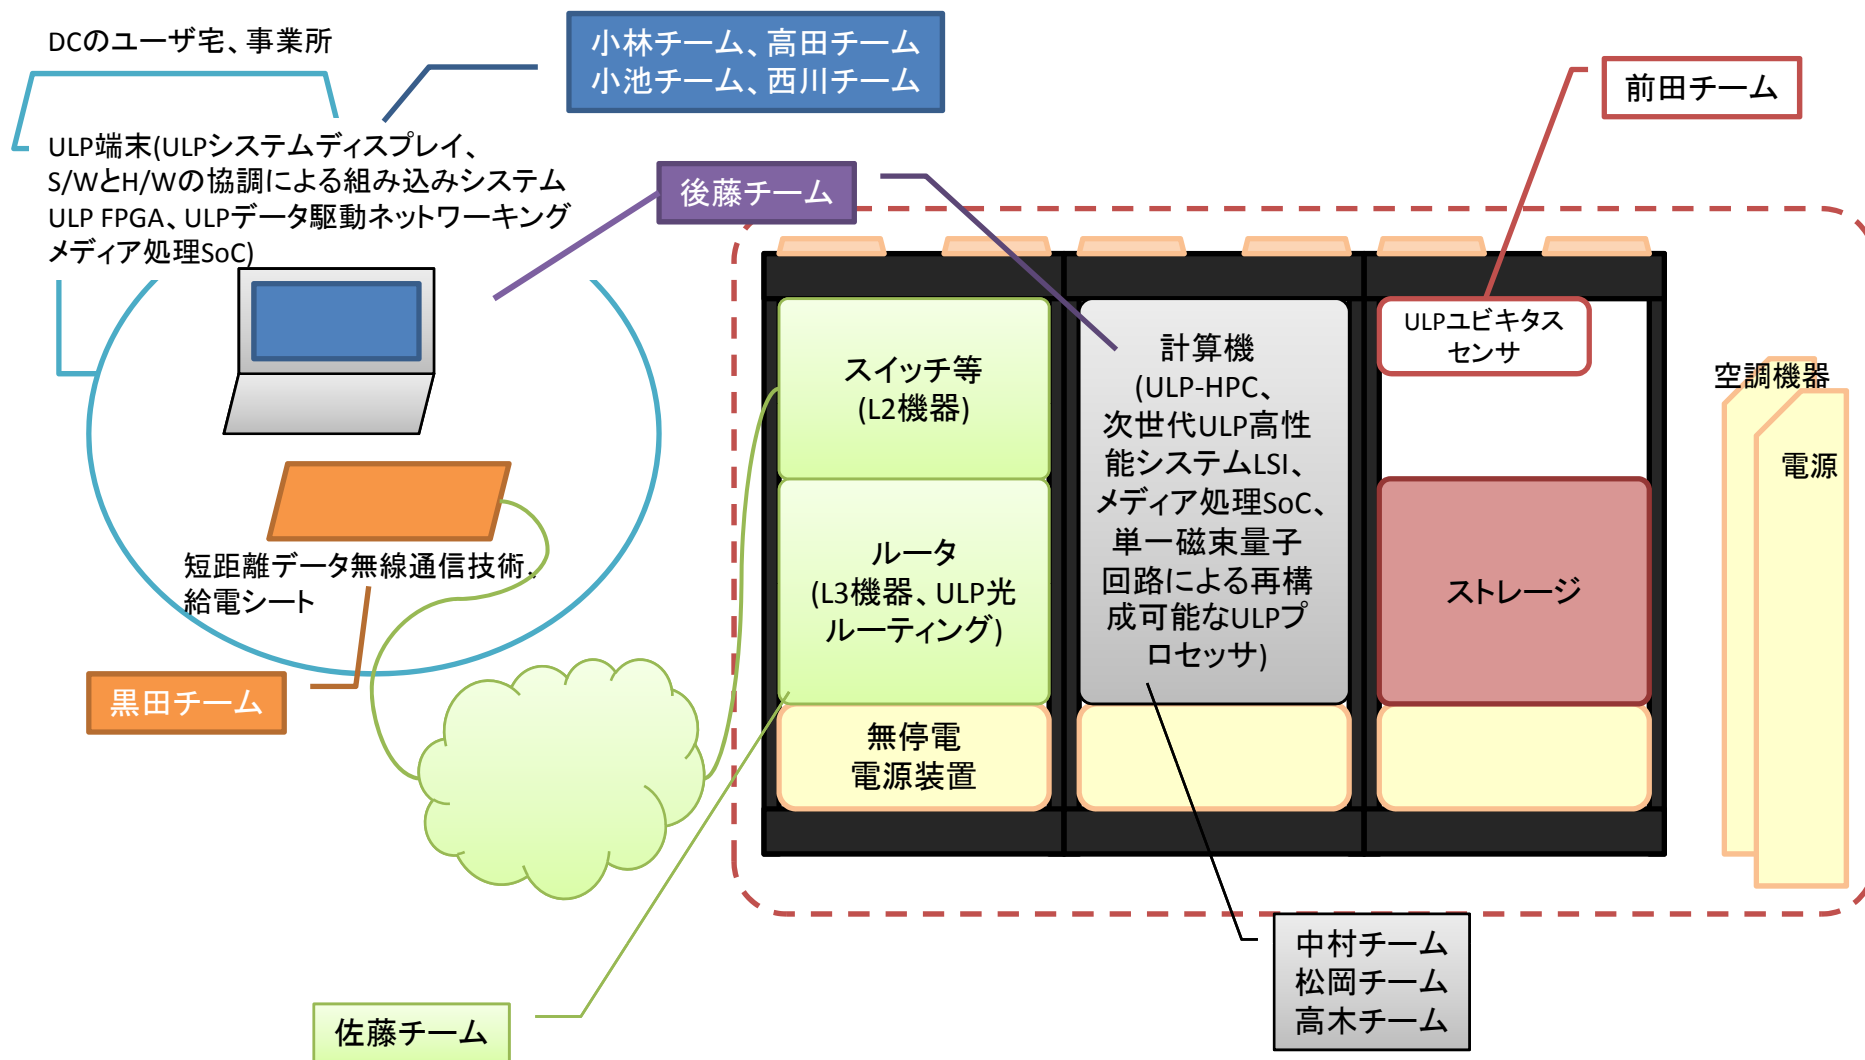 DCのユーザ宅、事業所
小林チーム、高田チーム
小池チーム、西川チーム
前田チーム
ULP端末(ULPシステムディスプレイ、
S/WとH/Wの協調による組み込みシステム
ULP FPGA、ULPデータ駆動ネットワーキング
メディア処理SoC)
後藤チーム
スイッチ等
(L2機器)
ルータ
(L3機器、ULP光
ルーティング)
無停電
電源装置
計算機
(ULP-HPC、
次世代ULP高性
能システムLSI、
メディア処理SoC、
単一磁束量子
回路による再構
成可能なULPプ
ロセッサ)
ULPユビキタス
センサ
ストレージ
空調機器
電源
短距離データ無線通信技術、
給電シート
黒田チーム
佐藤チーム
中村チーム
松岡チーム
高木チーム